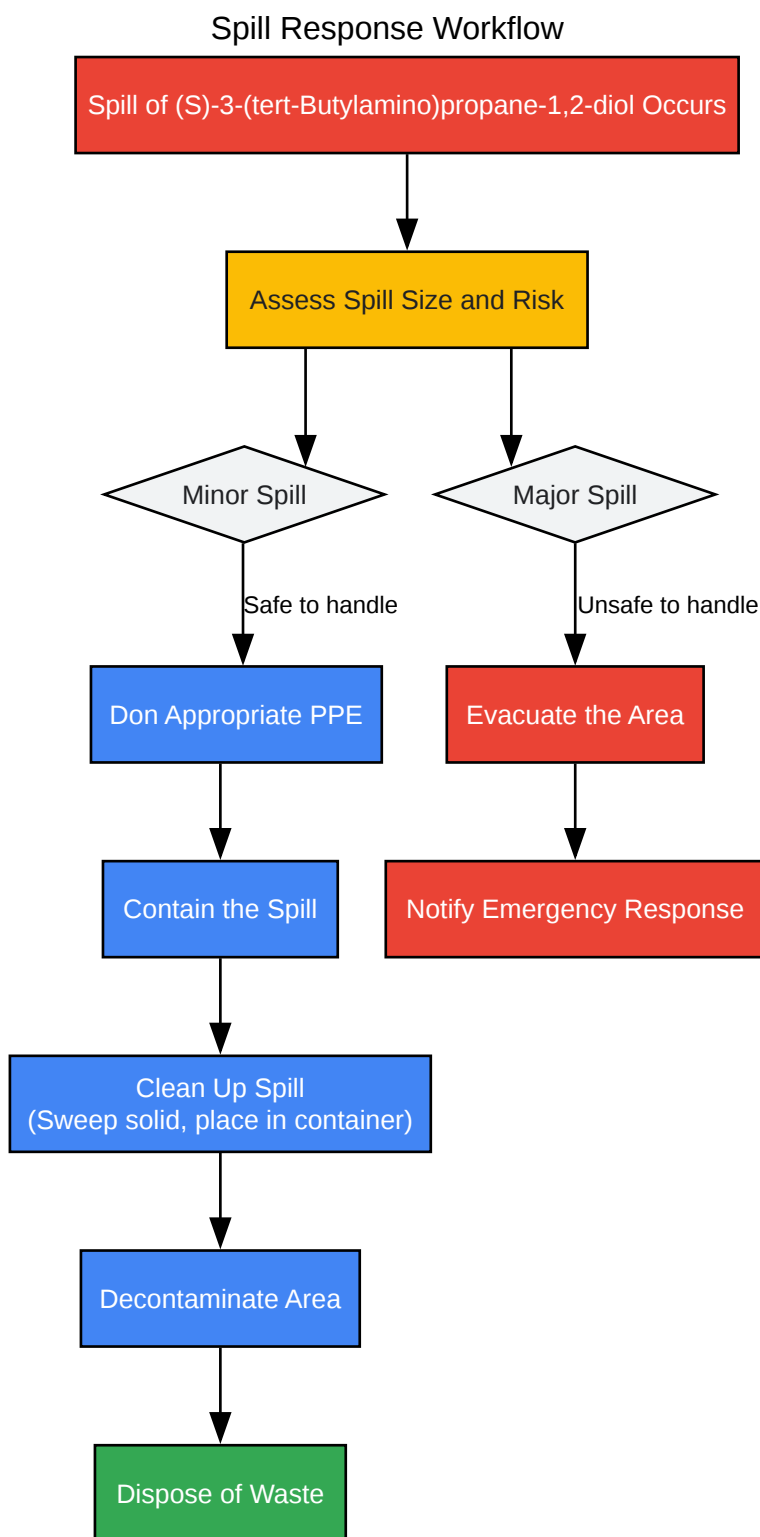 Spill Response Workflow
Spill of (S)-3-(tert-Butylamino)propane-1,2-diol Occurs
Assess Spill Size and Risk
Minor Spill
Major Spill
Safe to handle
Unsafe to handle
Don Appropriate PPE
Evacuate the Area
Contain the Spill
Notify Emergency Response
Clean Up Spill
(Sweep solid, place in container)
Decontaminate Area
Dispose of Waste